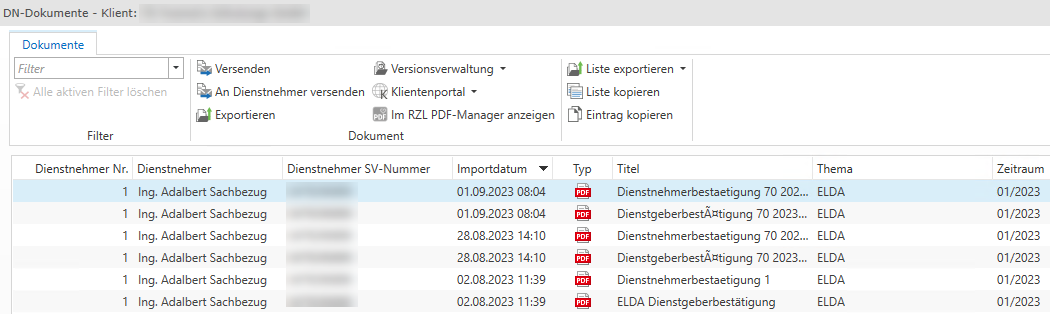 DN-Dokumente - Klient:
Dokumente
Filter
Alle aktiven Filter löschen
Filter
Versenden
An Dienstnehmer versenden
Exportieren
Versionsverwaltung
Klientenportal
Im RZL PDF-Manager anzeigen
Dokument
Liste exportieren
Liste kopieren
Eintrag kopieren
Dienstnehmer Nr. Dienstnehmer Dienstnehmer SV-Nummer Importdatum Typ Titel Thema Zeitraum
1 Ing. Adalbert Sachbezug 01.09.2023 08:04 PDF Dienstnehmerbestaetigung 70 202... ELDA 01/2023
1 Ing. Adalbert Sachbezug 01.09.2023 08:04 PDF DienstgeberbestÃ¤tigung 70 2023... ELDA 01/2023
1 Ing. Adalbert Sachbezug 28.08.2023 14:10 PDF Dienstnehmerbestaetigung 70 202... ELDA 01/2023
1 Ing. Adalbert Sachbezug 28.08.2023 14:10 PDF DienstgeberbestÃ¤tigung 70 2023... ELDA 01/2023
1 Ing. Adalbert Sachbezug 02.08.2023 11:39 PDF Dienstnehmerbestaetigung 1 ELDA 01/2023
1 Ing. Adalbert Sachbezug 02.08.2023 11:39 PDF ELDA Dienstgeberbestätigung ELDA 01/2023